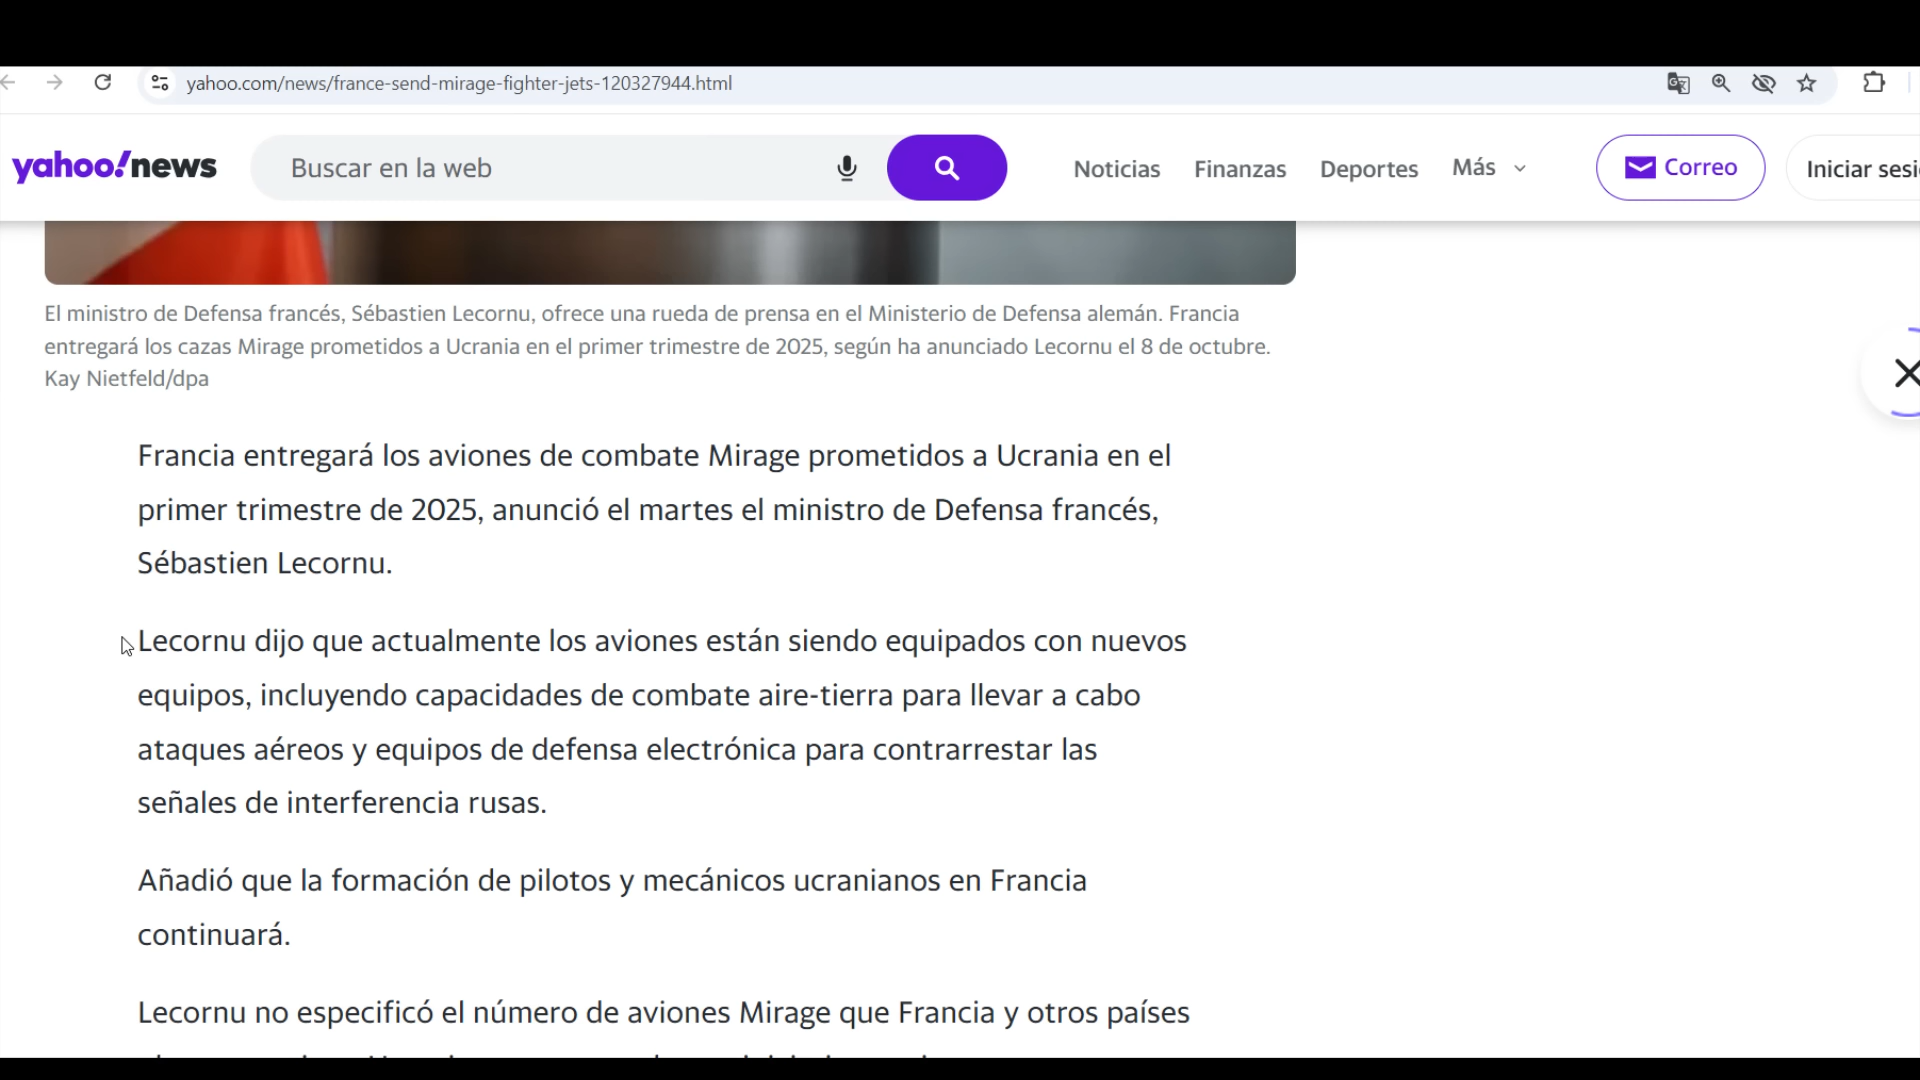 yahoo.com/news/france-send-mirage-fighter-jets-120327944.html
yahoo!news
Buscar en la web
Noticias Finanzas Deportes Más
Correo
Iniciar sesi
El ministro de Defensa francés, Sébastien Lecornu, ofrece una rueda de prensa en el Ministerio de Defensa alemán. Francia
entregará los cazas Mirage prometidos a Ucrania en el primer trimestre de 2025, según ha anunciado Lecornu el 8 de octubre.
Kay Nietfeld/dpa
Francia entregará los aviones de combate Mirage prometidos a Ucrania en el
primer trimestre de 2025, anunció el martes el ministro de Defensa francés,
Sébastien Lecornu.
Lecornu dijo que actualmente los aviones están siendo equipados con nuevos
equipos, incluyendo capacidades de combate aire-tierra para llevar a cabo
ataques aéreos y equipos de defensa electrónica para contrarrestar las
señales de interferencia rusas.
Añadió que la formación de pilotos y mecánicos ucranianos en Francia
continuará.
Lecornu no especificó el número de aviones Mirage que Francia y otros países